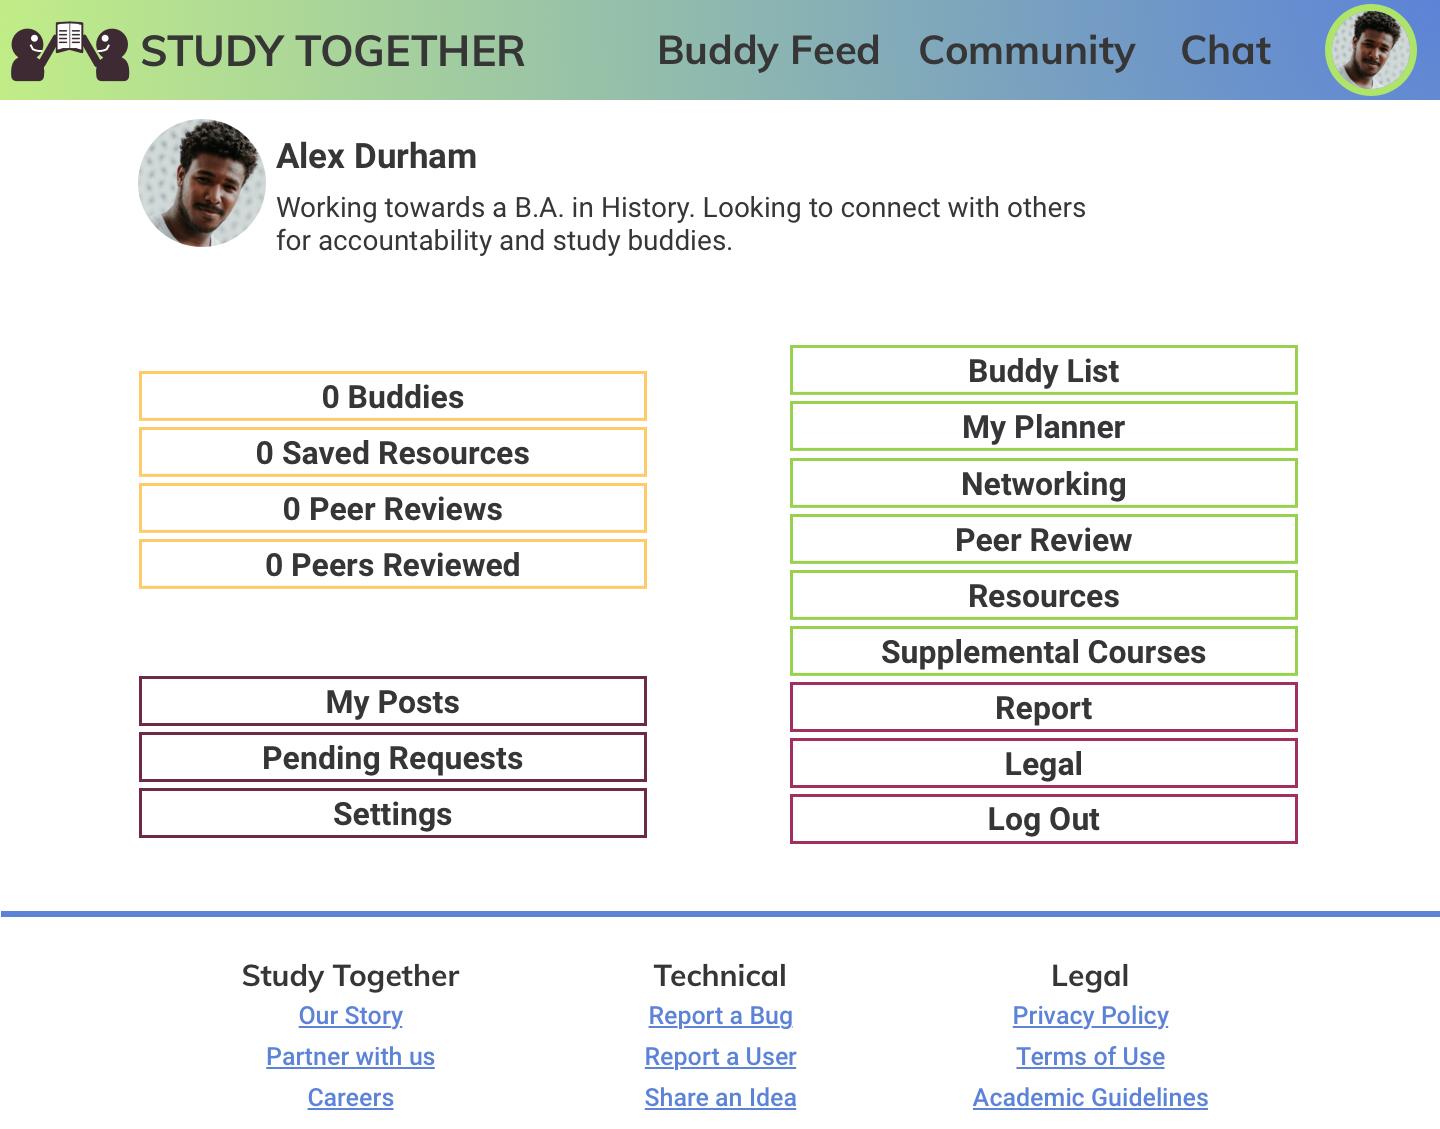 STUDY TOGETHER
Buddy Feed
Community
Chat
Alex Durham
Working towards a B.A. in History. Looking to connect with others
for accountability and study buddies.
0 Buddies
0 Saved Resources
0 Peer Reviews
0 Peers Reviewed
My Posts
Pending Requests
Settings
Buddy List
My Planner
Networking
Peer Review
Resources
Supplemental Courses
Report
Legal
Log Out
Study Together
Our Story
Partner with us
Careers
Technical
Report a Bug
Report a User
Share an Idea
Legal
Privacy Policy
Terms of Use
Academic Guidelines